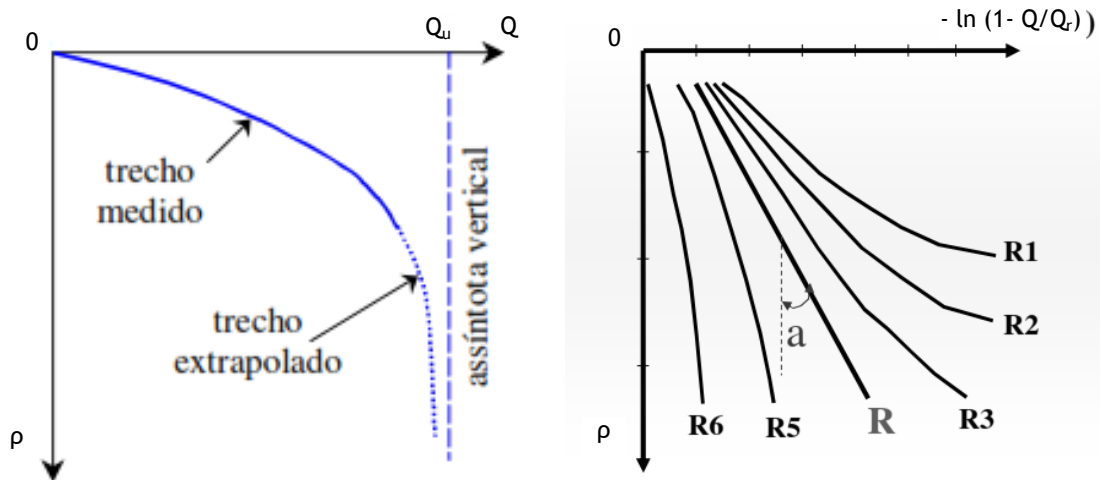 0
Qu
Q
trecho
medido
trecho
extrapolado
assíntota vertical
ρ
- ln (1- Q/Qr) )
0
a
R1
R2
R3
R
R5
R6
ρ